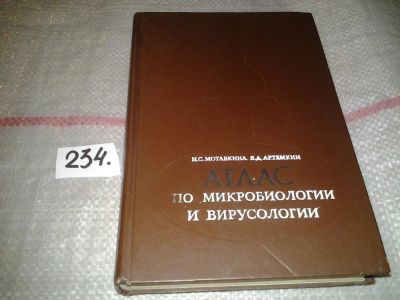 234.
Н.С. МОТАВКИНА В.Д. АРТЕМКИН
АТЛАС
ПО МИКРОБИОЛОГИИ
И ВИРУСОЛОГИИ